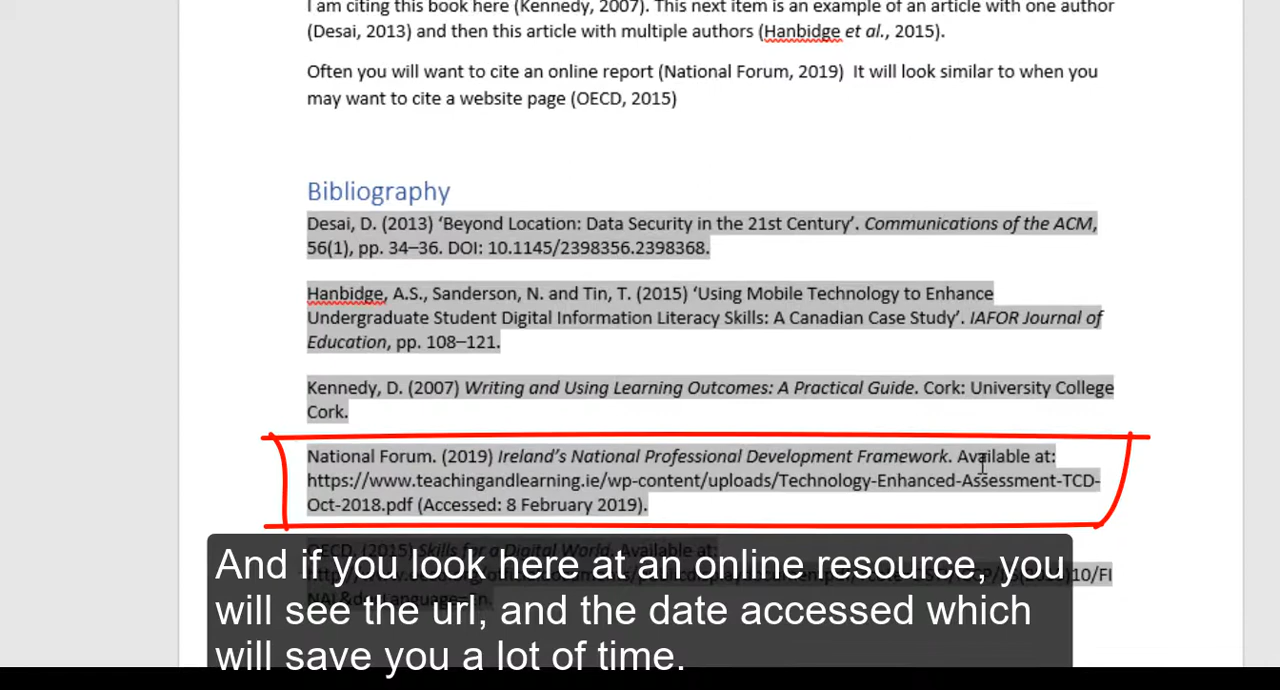 I am citing this book here (Kennedy, 2007). This next item is an example of an article with one author
(Desai, 2013) and then this article with multiple authors (Hanbidge et al., 2015).
Often you will want to cite an online report (National Forum, 2019)  It will look similar to when you
may want to cite a website page (OECD, 2015)
Bibliography
Desai, D. (2013) ‘Beyond Location: Data Security in the 21st Century’. Communications of the ACM,
56(1), pp. 34–36. DOI: 10.1145/2398356.2398368.
Hanbidge, A.S., Sanderson, N. and Tin, T. (2015) ‘Using Mobile Technology to Enhance
Undergraduate Student Digital Information Literacy Skills: A Canadian Case Study’. IAFOR Journal of
Education, pp. 108–121.
Kennedy, D. (2007) Writing and Using Learning Outcomes: A Practical Guide. Cork: University College
Cork.
National Forum. (2019) Ireland’s National Professional Development Framework. Available at:
https://www.teachingandlearning.ie/wp-content/uploads/Technology-Enhanced-Assessment-TCD-
Oct-2018.pdf (Accessed: 8 February 2019).
OECD. (2015) Skills for a Digital World. Available at:
10/FI
And if you look here at an online resource, you
will see the url, and the date accessed which
will save you a lot of time.